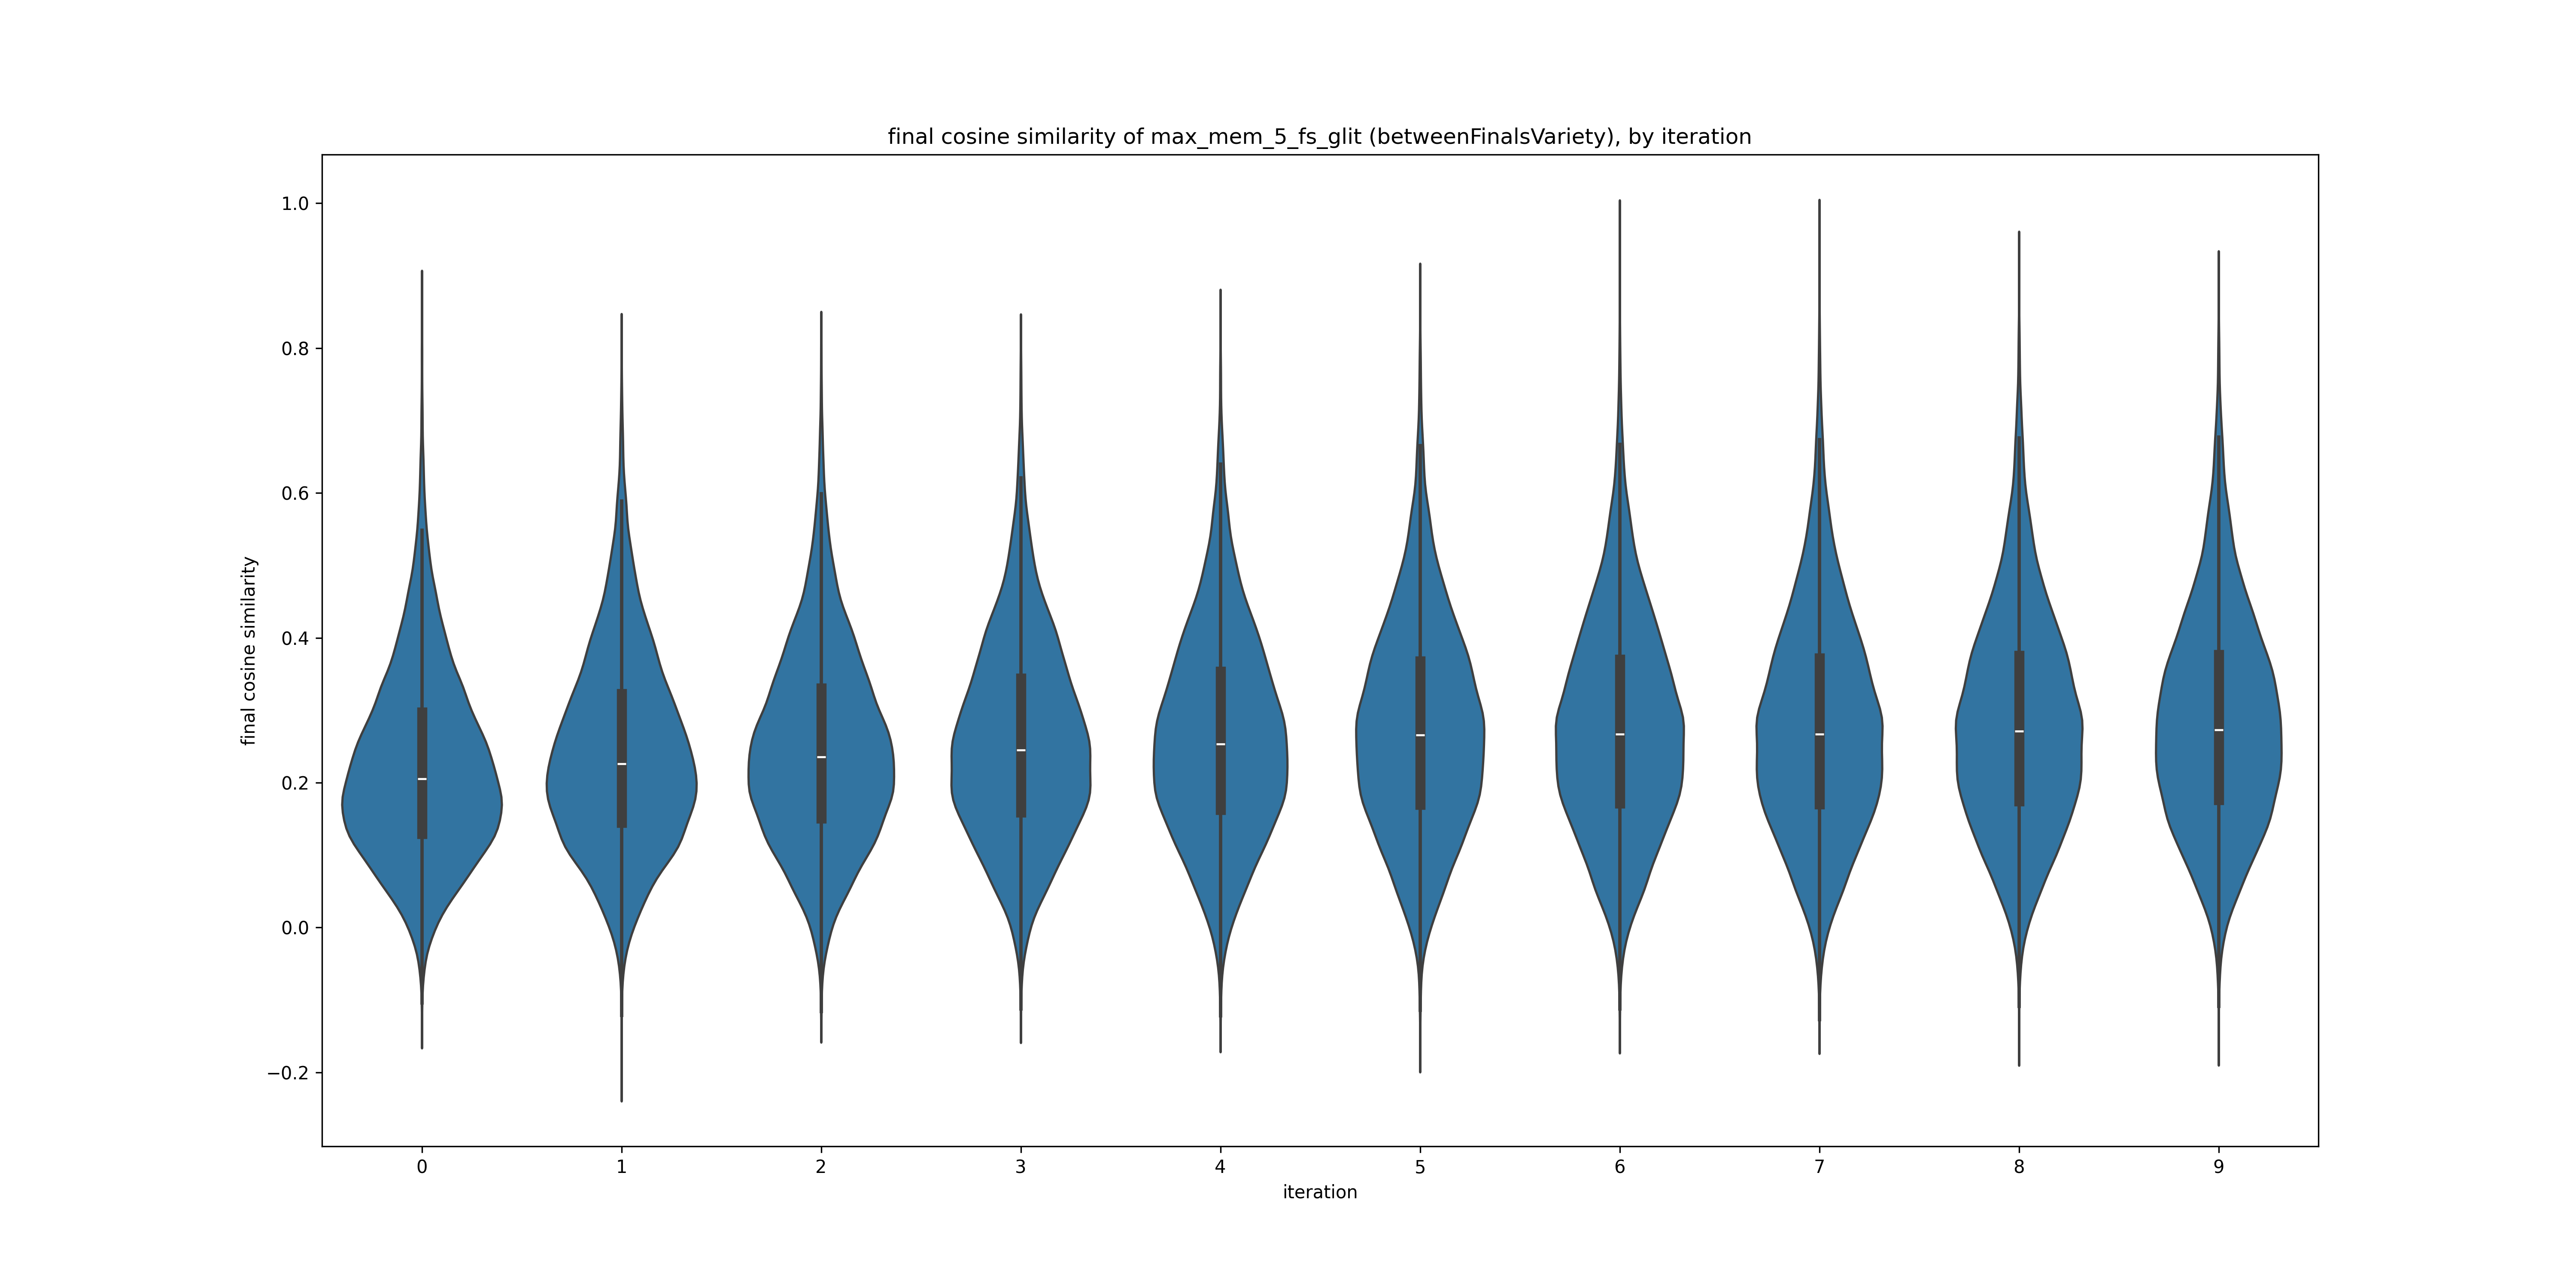 final cosine similarity of max_mem_5_fs_glit (betweenFinalsVariety), by iteration
final cosine similarity
1.0
0.8
0.6
0.4
0.2
0.0
−0.2
0 1 2 3 4 5 6 7 8 9
iteration